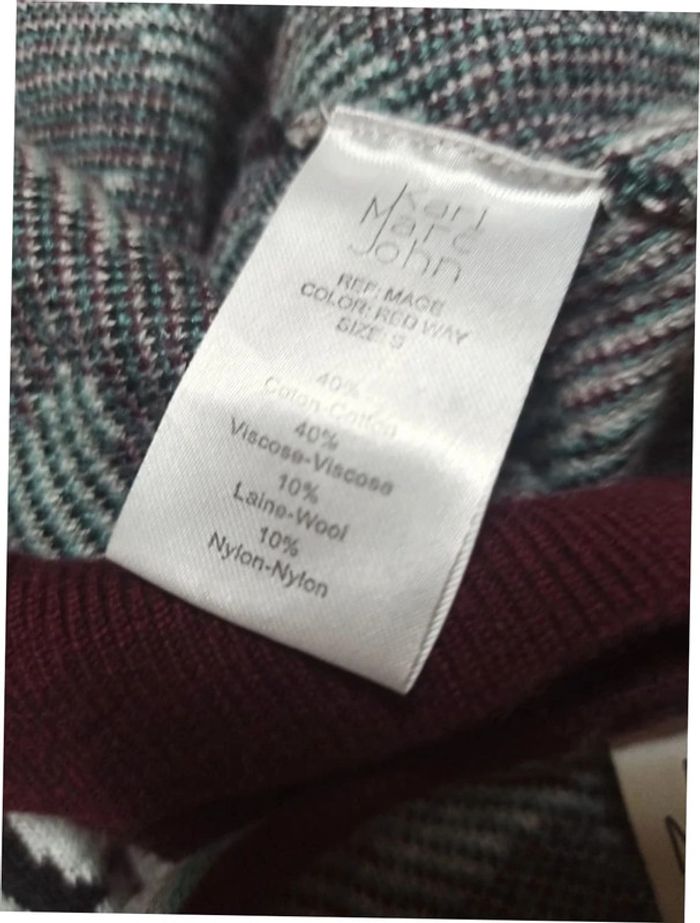 Karl
Marc
John
REF: MAGE
COLOR: RED WAY
SIZE: S
40%
Coton-Cotton
40%
Viscose-Viscose
10%
Laine-Wool
10%
Nylon-Nylon